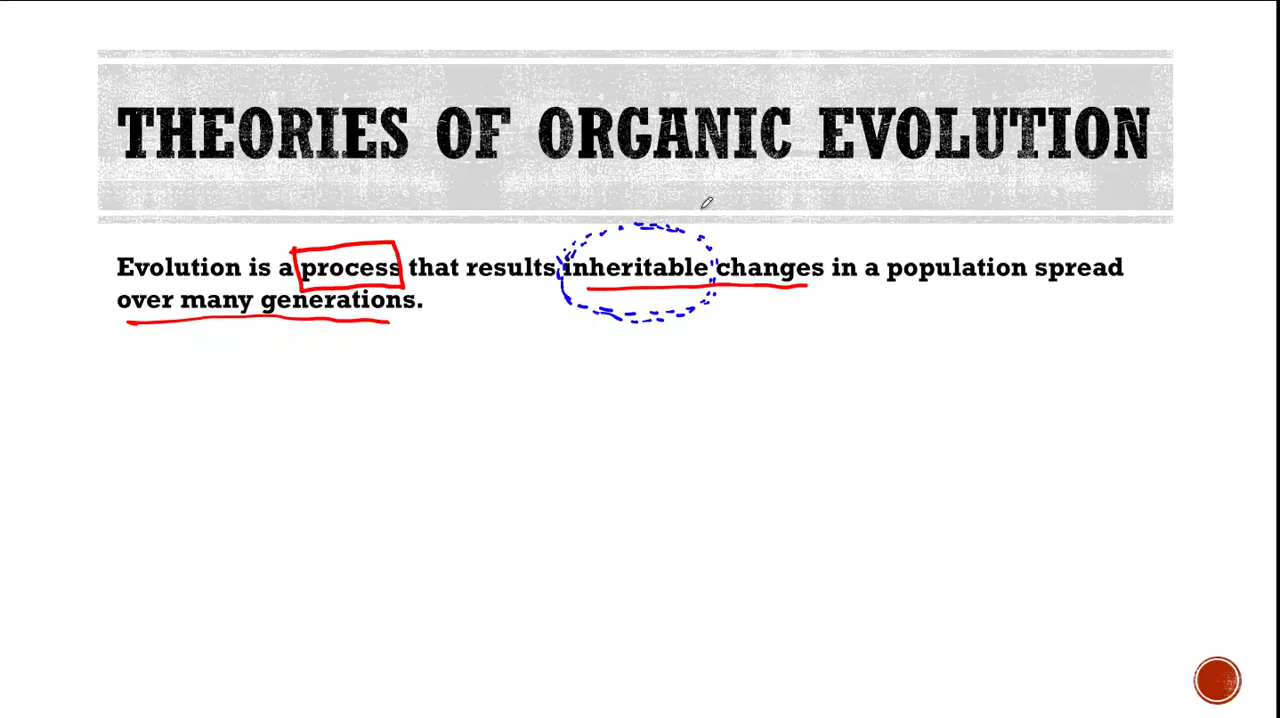 THEORIES OF ORGANIC EVOLUTION
Evolution is a process that results inheritable changes in a population spread
over many generations.